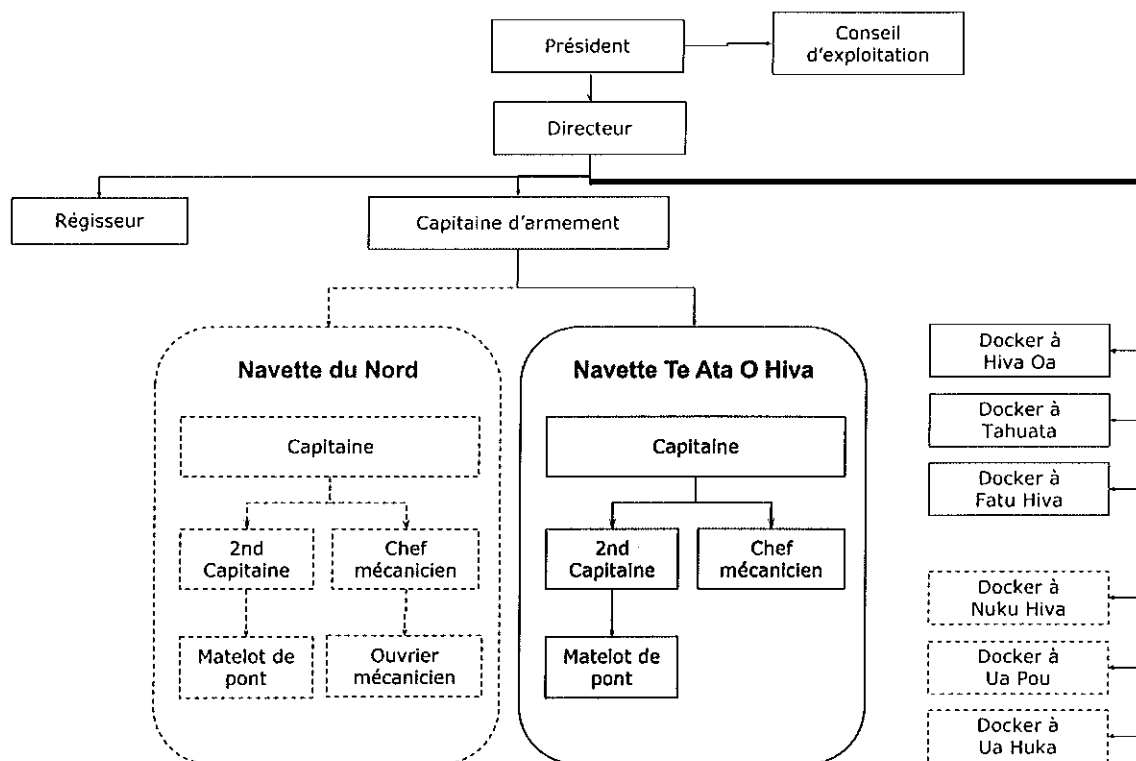 Président
Conseil
d'exploitation
Directeur
Régisseur
Capitaine d'armement
Navette du Nord
Capitaine
2nd
Capitaine
Chef
mécanicien
Matelot de
pont
Ouvrier
mécanicien
Navette Te Ata O Hiva
Capitaine
2nd
Capitaine
Chef
mécanicien
Matelot de
pont
Docker à
Hiva Oa
Docker à
Tahuata
Docker à
Fatu Hiva
Docker à
Nuku Hiva
Docker à
Ua Pou
Docker à
Ua Huka